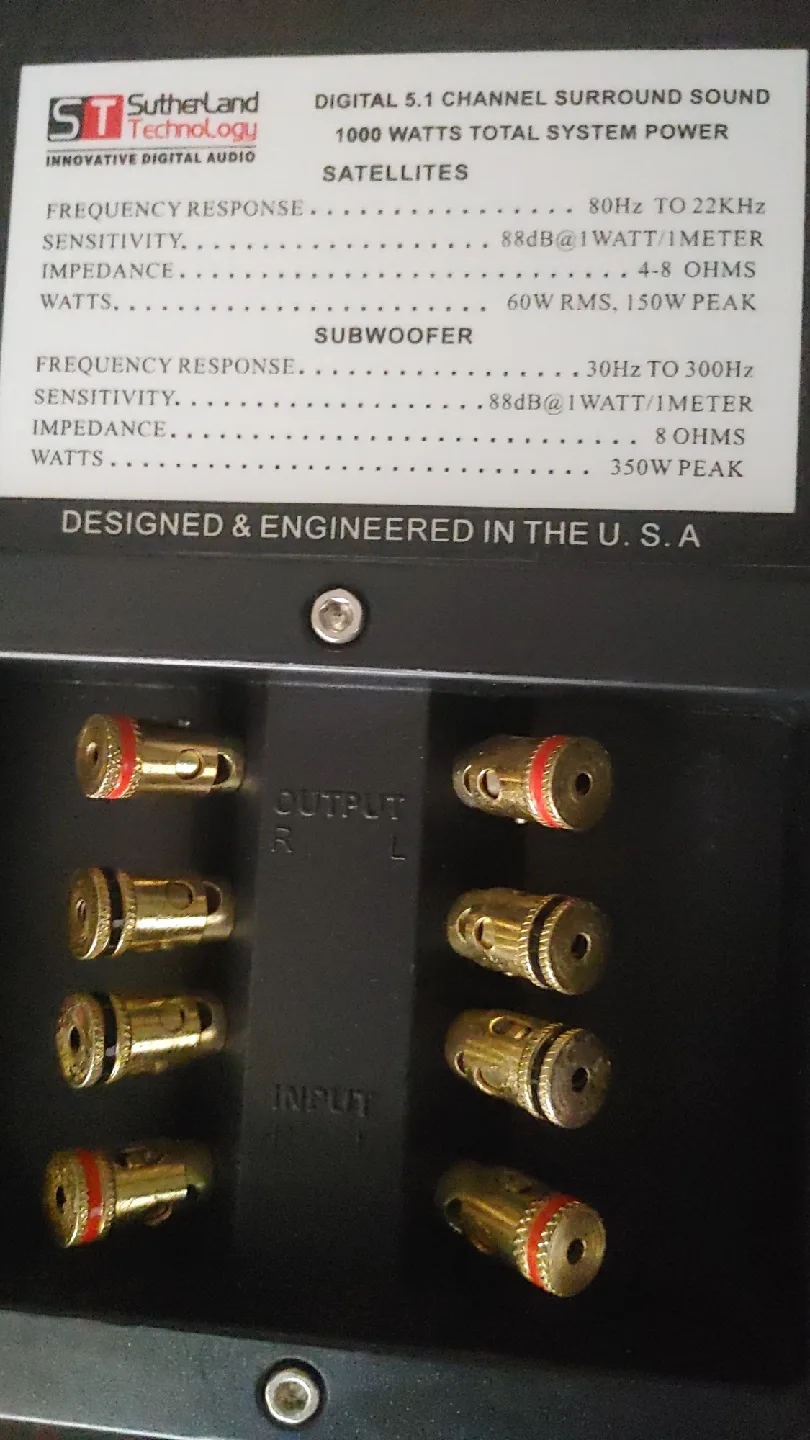 ST SutherLand
TechnoLogy
INNOVATIVE DIGITAL AUDIO
DIGITAL 5.1 CHANNEL SURROUND SOUND
1000 WATTS TOTAL SYSTEM POWER
SATELLITES
FREQUENCY RESPONSE................. 80Hz TO 22KHz
SENSITIVITY.................... 88dB@1WATT/1METER
IMPEDANCE............................ 4-8 OHMS
WATTS........................ 60W RMS, 150W PEAK
SUBWOOFER
FREQUENCY RESPONSE..................30Hz TO 300Hz
SENSITIVITY....................88dB@1WATT/1METER
IMPEDANCE.............................. 8 OHMS
WATTS.............................. 350W PEAK
DESIGNED & ENGINEERED IN THE U. S. A
OUTPUT
R L
INPUT